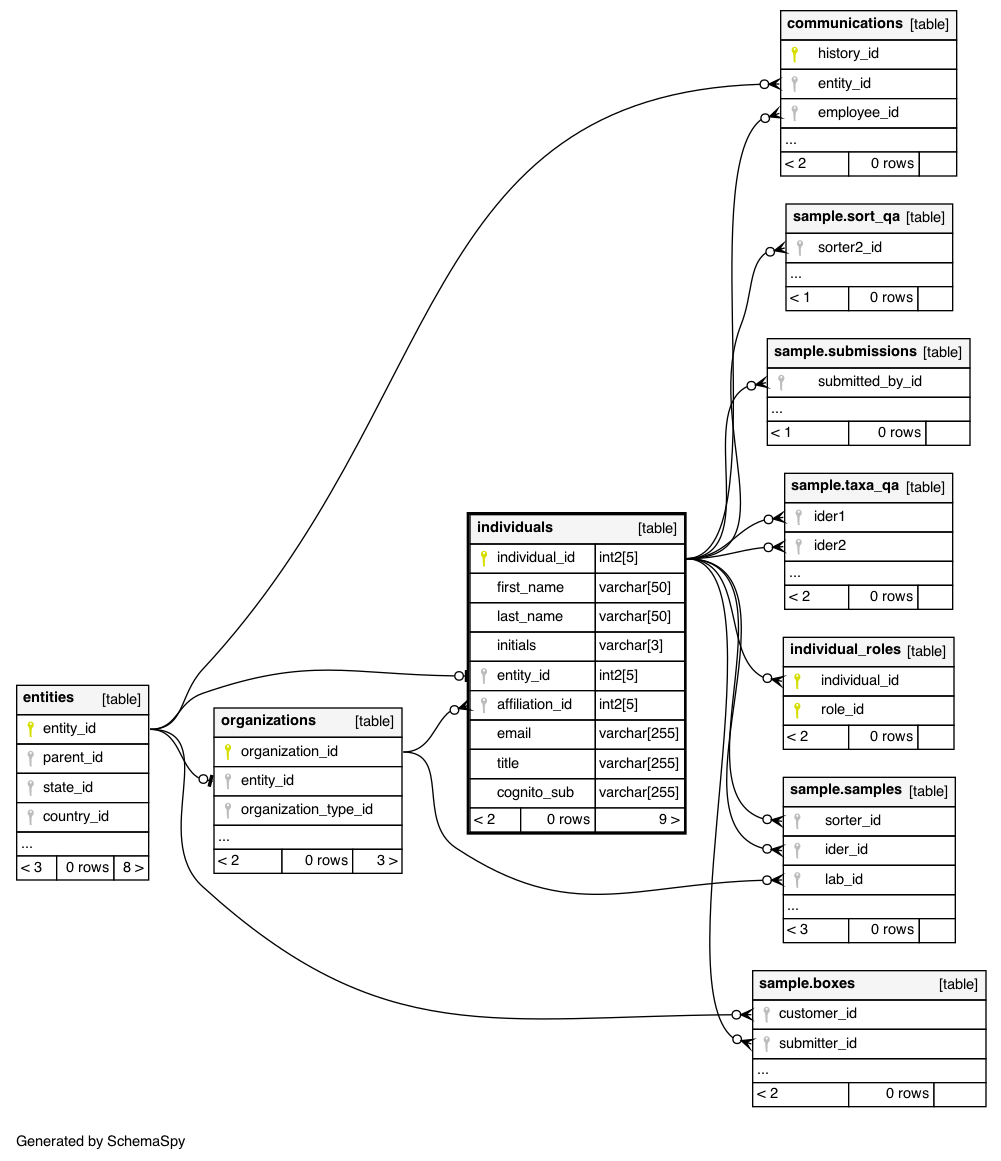 communications [table]
history_id
entity_id
employee_id
...
< 2 0 rows
sample.sort_qa [table]
sorter2_id
...
< 1 0 rows
sample.submissions [table]
submitted_by_id
...
< 1 0 rows
sample.taxa_qa [table]
ider1
ider2
...
< 2 0 rows
individuals [table]
individual_id int2[5]
first_name varchar[50]
last_name varchar[50]
initials varchar[3]
entity_id int2[5]
affiliation_id int2[5]
email varchar[255]
title varchar[255]
cognito_sub varchar[255]
< 2 0 rows 9 >
individual_roles [table]
individual_id
role_id
< 2 0 rows
entities [table]
entity_id
parent_id
state_id
country_id
...
< 3 0 rows 8 >
organizations [table]
organization_id
entity_id
organization_type_id
...
< 2 0 rows 3 >
sample.samples [table]
sorter_id
ider_id
lab_id
...
< 3 0 rows
sample.boxes [table]
customer_id
submitter_id
...
< 2 0 rows
Generated by SchemaSpy